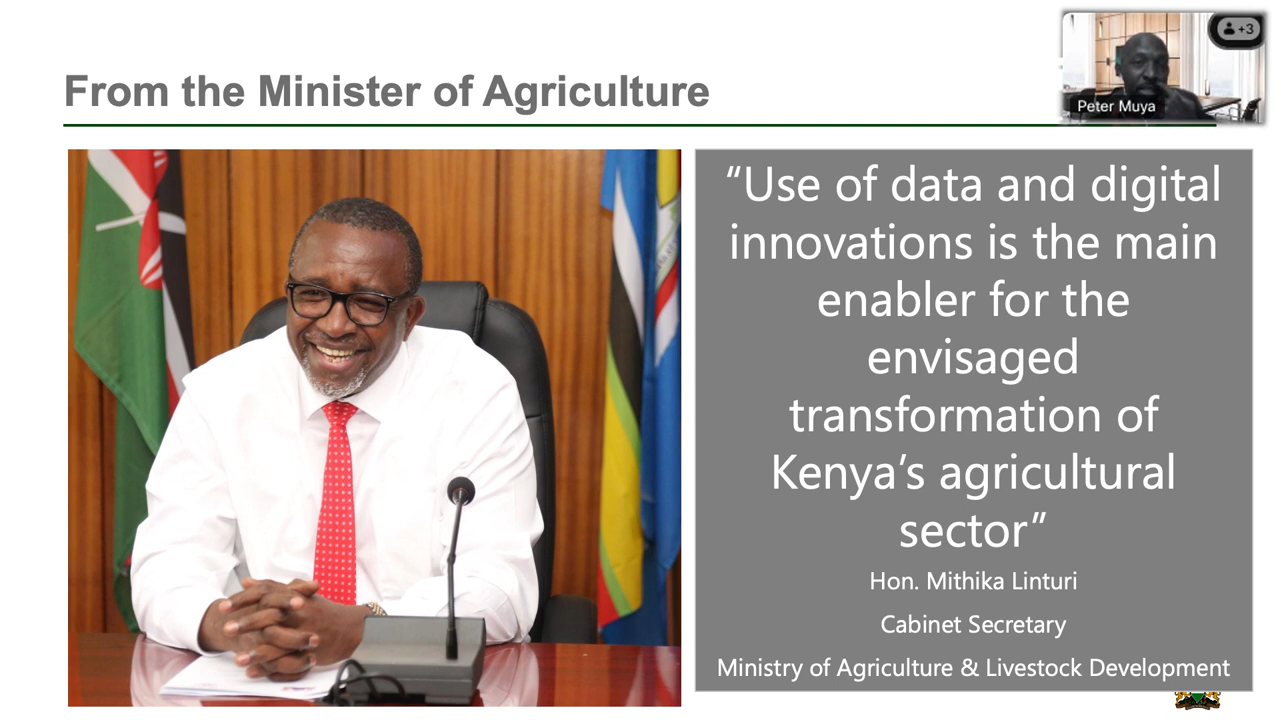 From the Minister of Agriculture
+3
Peter Muya
“Use of data and digital
innovations is the main
enabler for the
envisaged
transformation of
Kenya’s agricultural
sector”
Hon. Mithika Linturi
Cabinet Secretary
Ministry of Agriculture & Livestock Development